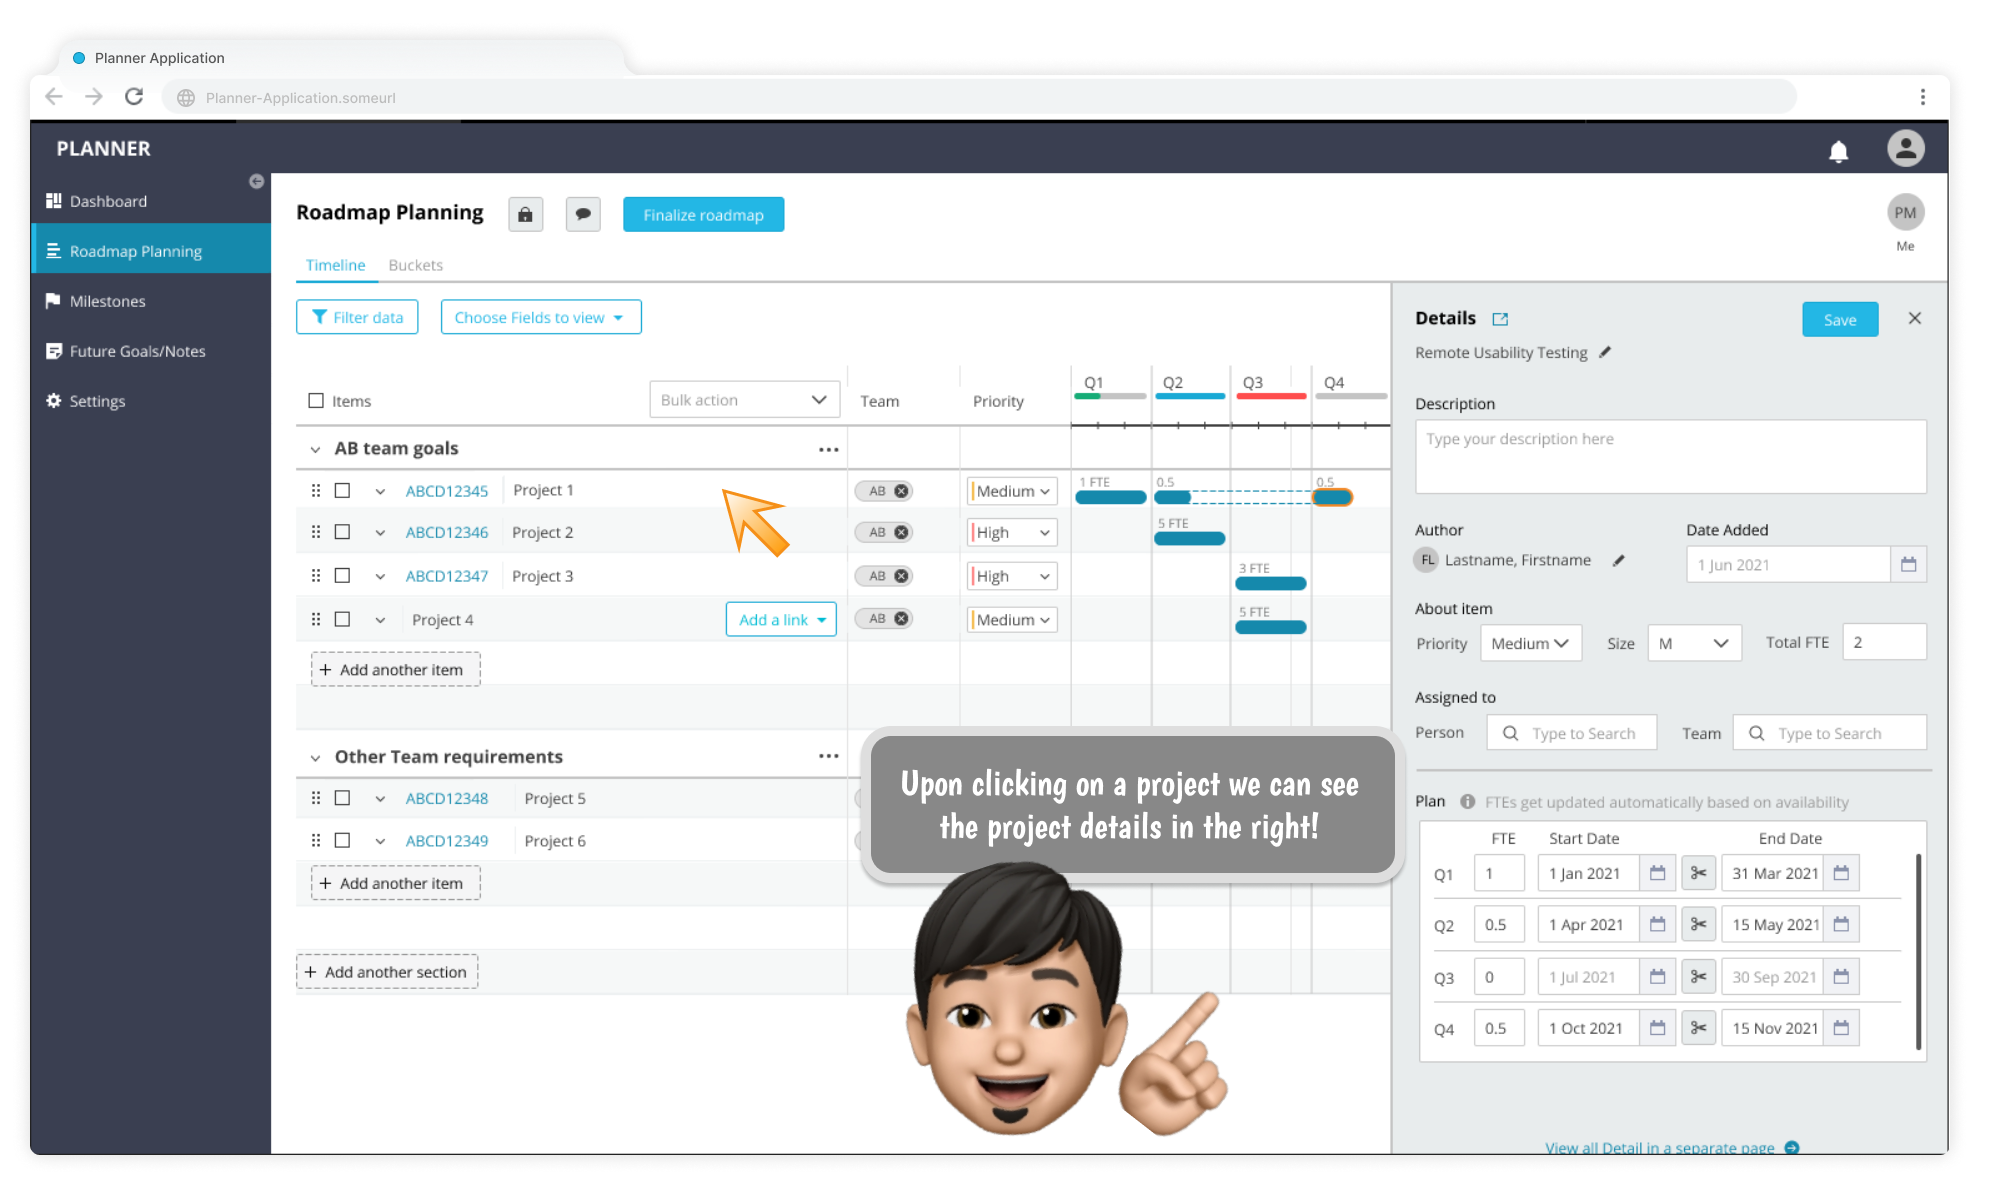 Planner Application
Planner-Application.someurl
PLANNER
Dashboard
Roadmap Planning
Milestones
Future Goals/Notes
Settings
Roadmap Planning
Finalize roadmap
PM
Me
Timeline Buckets
Filter data
Choose Fields to view
Items
Bulk action
Team
Priority
Q1 Q2 Q3 Q4
AB team goals
ABCD12345 Project 1 AB Medium 1 FTE 0.5 0.5
ABCD12346 Project 2 AB High 5 FTE
ABCD12347 Project 3 AB High 3 FTE
Project 4 Add a link AB Medium 5 FTE
+ Add another item
Other Team requirements
ABCD12348 Project 5
ABCD12349 Project 6
+ Add another item
+ Add another section
Upon clicking on a project we can see
the project details in the right!
Details
Save
Remote Usability Testing
Description
Type your description here
Author Date Added
FL Lastname, Firstname 1 Jun 2021
About item
Priority Medium Size M Total FTE 2
Assigned to
Person Type to Search Team Type to Search
Plan FTEs get updated automatically based on availability
FTE Start Date End Date
Q1 1 1 Jan 2021 31 Mar 2021
Q2 0.5 1 Apr 2021 15 May 2021
Q3 0 1 Jul 2021 30 Sep 2021
Q4 0.5 1 Oct 2021 15 Nov 2021
View all Detail in a separate page